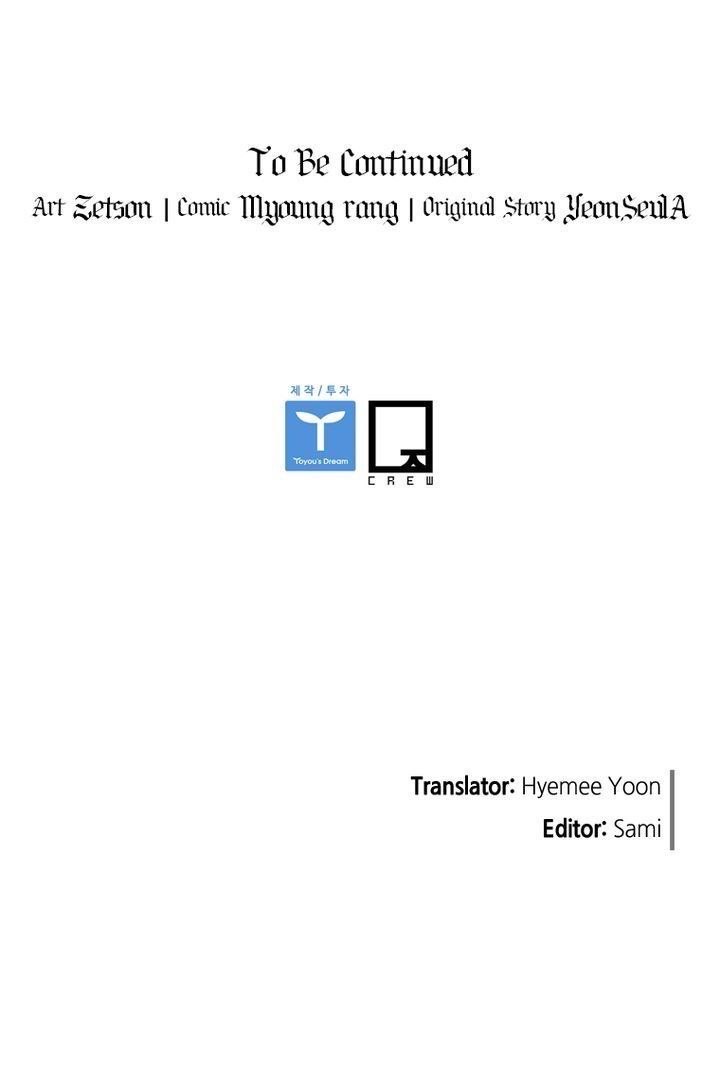 To Be Continued
Art Zetson | Comic Myoung rang | Original Story YeonSeulA
제작/투자
Toyou's Dream
CREW
Translator: Hyemee Yoon
Editor: Sami